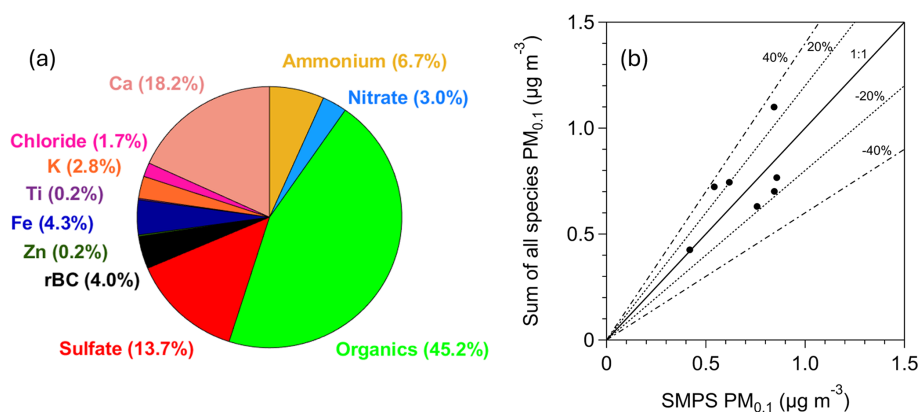 (a)
Ammonium (6.7%)
Nitrate (3.0%)
Ca (18.2%)
Chloride (1.7%)
K (2.8%)
Ti (0.2%)
Fe (4.3%)
Zn (0.2%)
rBC (4.0%)
Sulfate (13.7%)
Organics (45.2%)
(b)
Sum of all species PM0.1 (µg m-3)
1.5
1.0
0.5
0
40%
20%
1:1
-20%
-40%
0
0.5
1.0
1.5
SMPS PM0.1 (µg m-3)